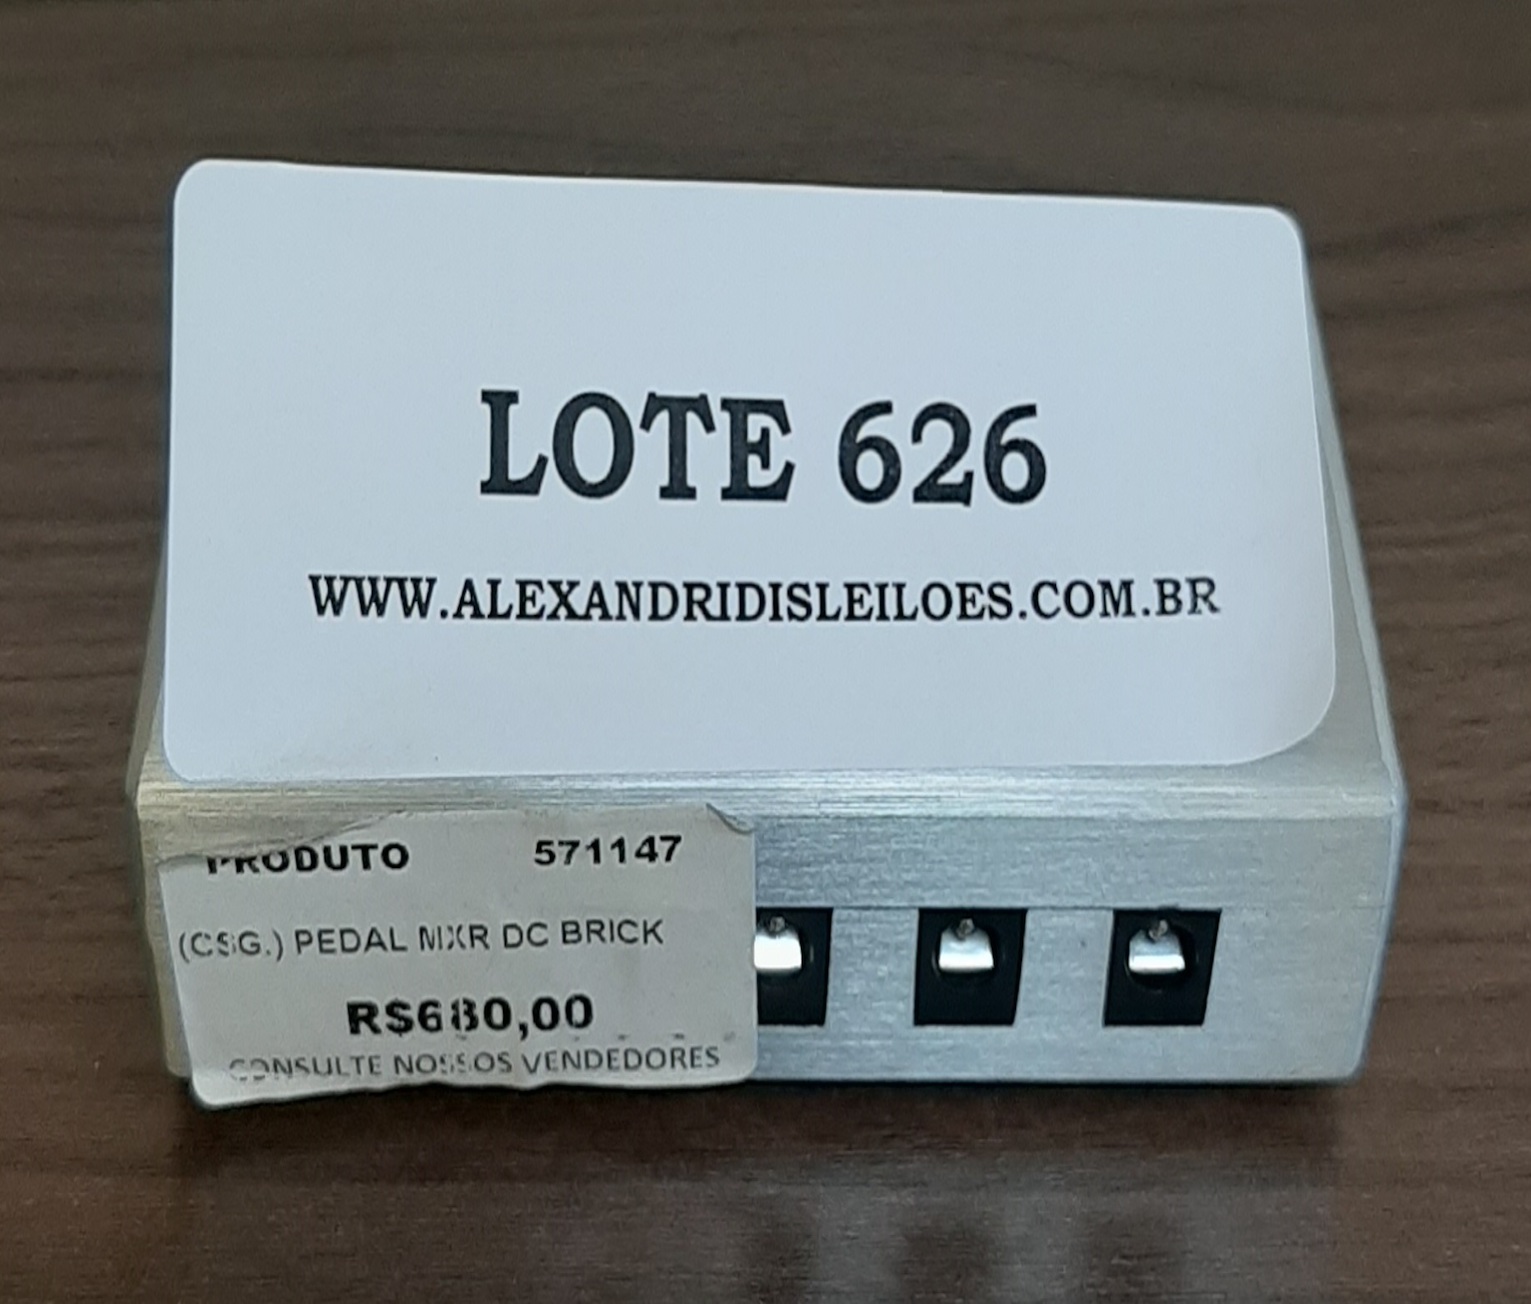 LOTE 626
WWW.ALEXANDRIDISLEILOES.COM.BR
PRODUTO 571147
(CSG.) PEDAL MXR DC BRICK
R$680,00
CONSULTE NOSSOS VENDEDORES